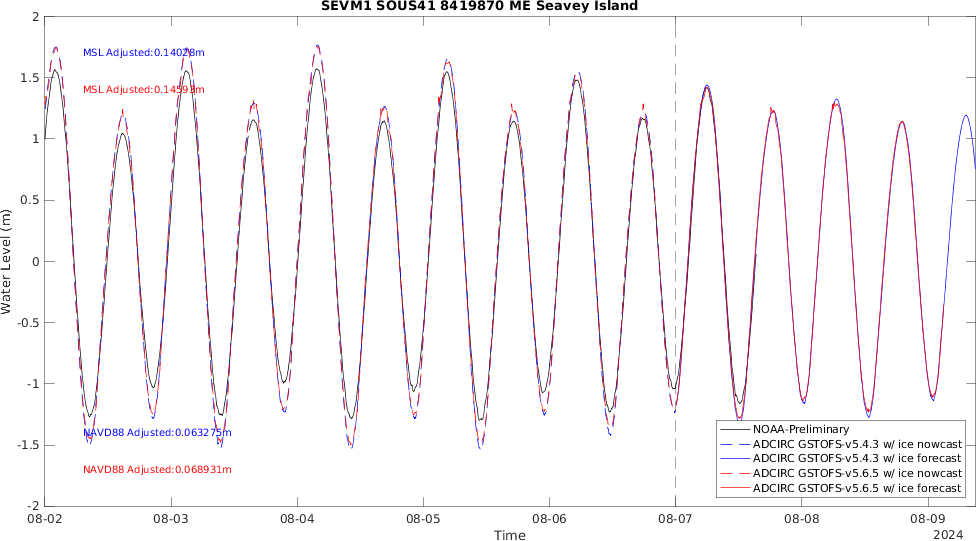 SEVM1 SOUS41 8419870 ME Seavey Island
2
MSL Adjusted:0.14028m
1.5
MSL Adjusted:0.14593m
1
0.5
Water Level (m)
0
-0.5
-1
NAVD88 Adjusted:0.063275m
-1.5
NAVD88 Adjusted:0.068931m
-2
NOAA-Preliminary
ADCIRC GSTOFS-v5.4.3 w/ ice nowcast
ADCIRC GSTOFS-v5.4.3 w/ ice forecast
ADCIRC GSTOFS-v5.6.5 w/ ice nowcast
ADCIRC GSTOFS-v5.6.5 w/ ice forecast
08-02 08-03 08-04 08-05 08-06 08-07 08-08 08-09
Time
2024